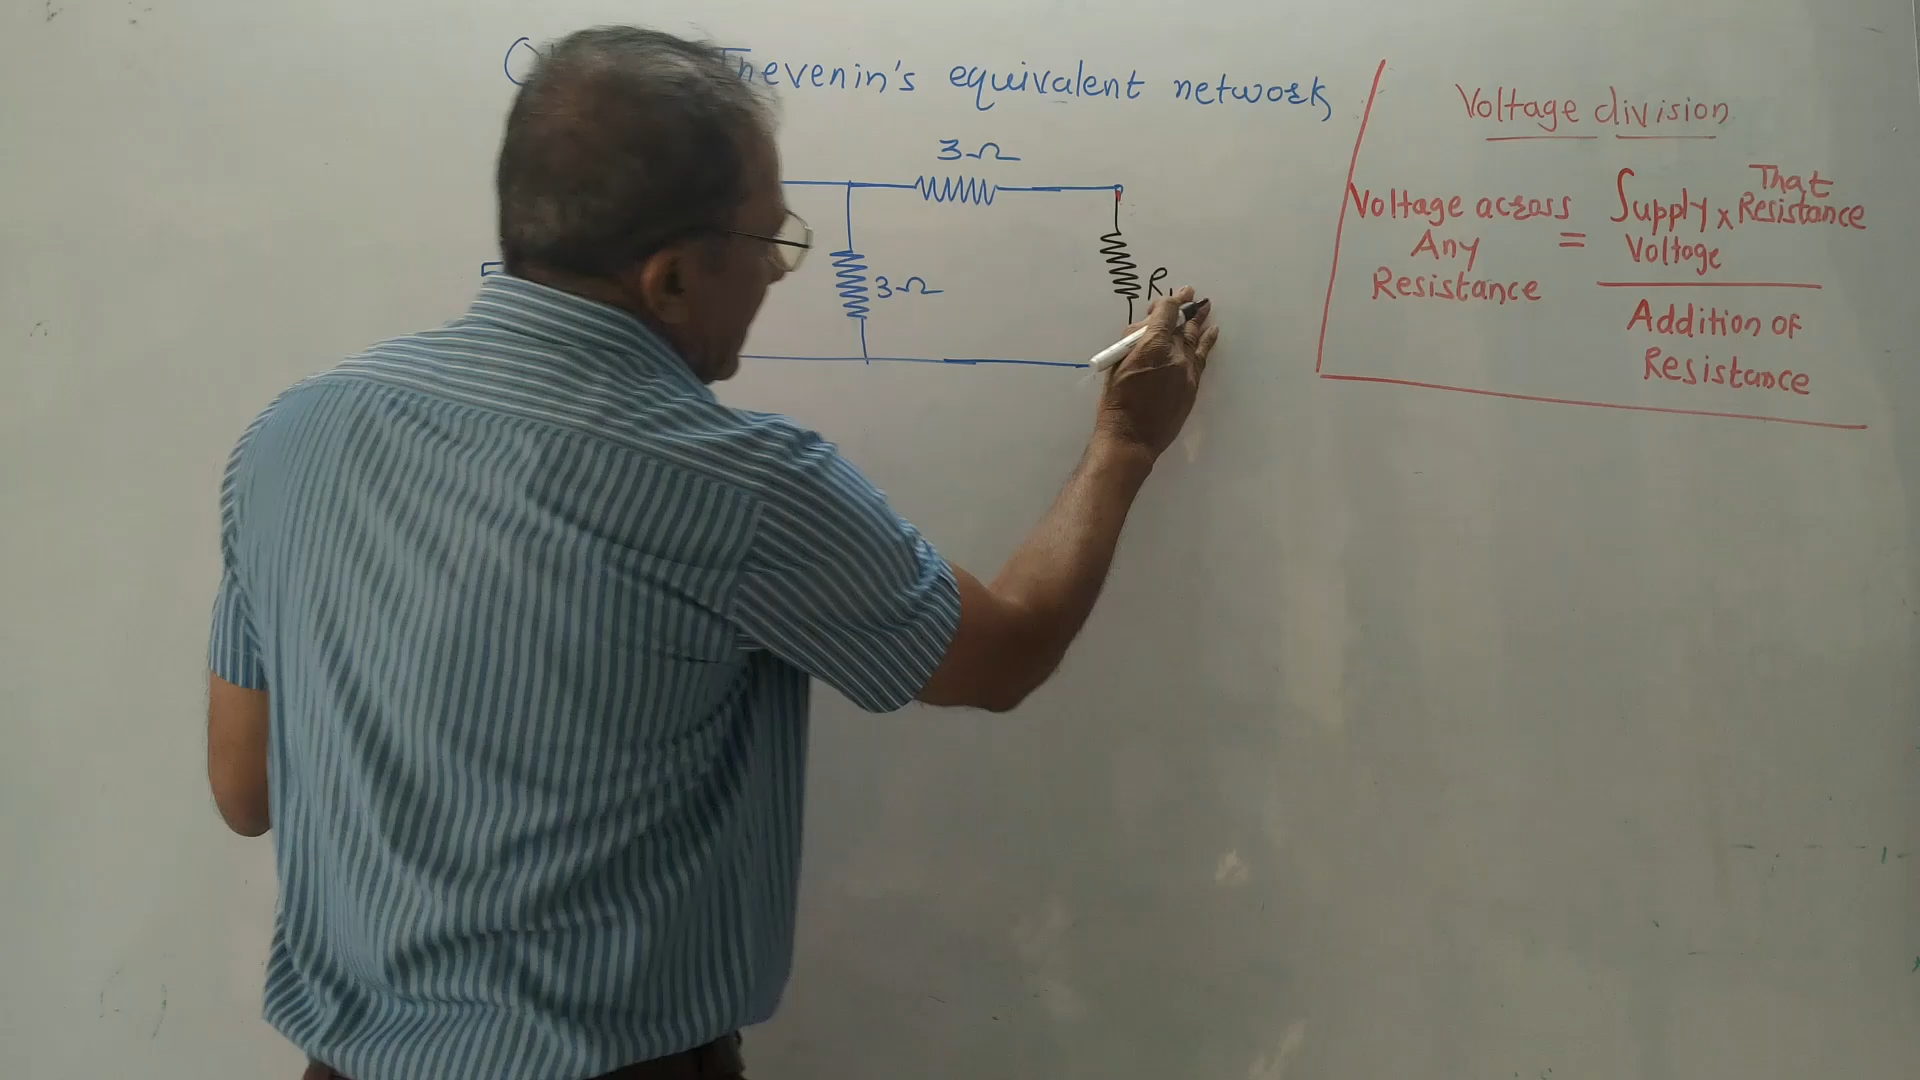 Thevenin's equivalent network
3Ω
3Ω
Voltage division
Voltage across Any Resistance = Supply Voltage x That Resistance
Addition of Resistance